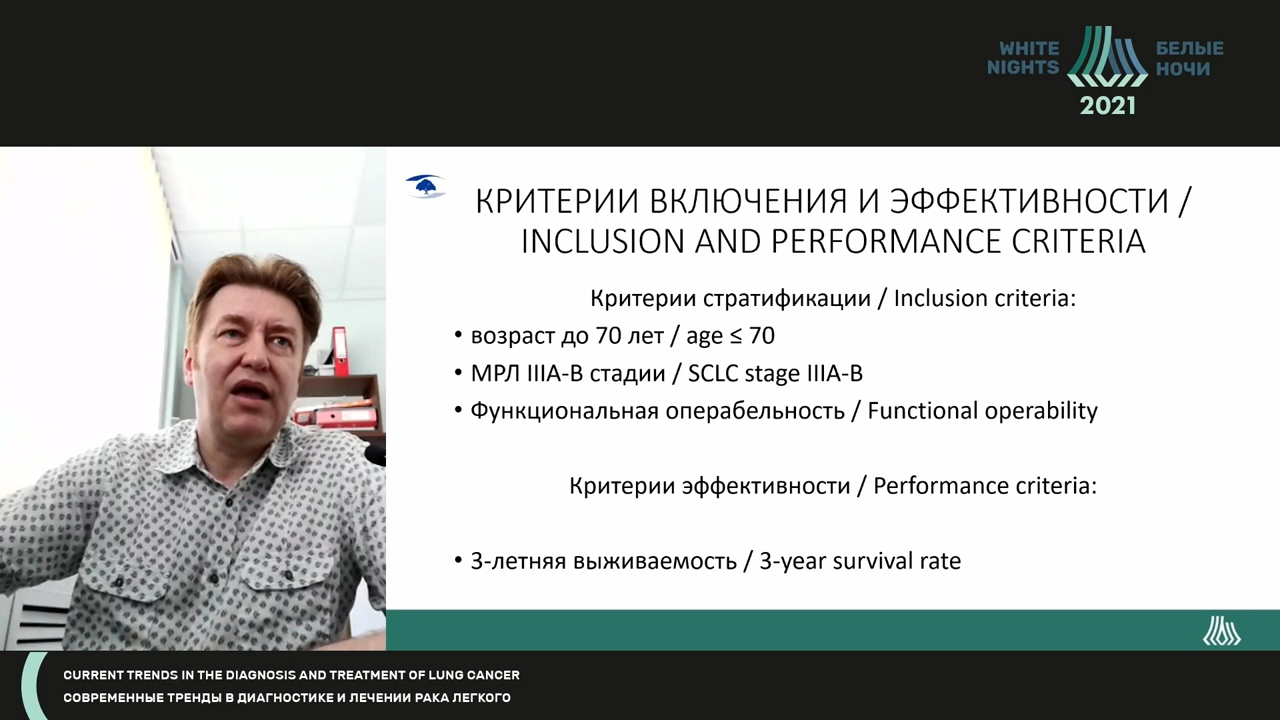 WHITE NIGHTS
БЕЛЫЕ НОЧИ
2021
КРИТЕРИИ ВКЛЮЧЕНИЯ И ЭФФЕКТИВНОСТИ /
INCLUSION AND PERFORMANCE CRITERIA
Критерии стратификации / Inclusion criteria:
• возраст до 70 лет / age ≤ 70
• МРЛ IIIA-B стадии / SCLC stage IIIA-B
• Функциональная операбельность / Functional operability
Критерии эффективности / Performance criteria:
• 3-летняя выживаемость / 3-year survival rate
CURRENT TRENDS IN THE DIAGNOSIS AND TREATMENT OF LUNG CANCER
СОВРЕМЕННЫЕ ТРЕНДЫ В ДИАГНОСТИКЕ И ЛЕЧЕНИИ РАКА ЛЕГКОГО